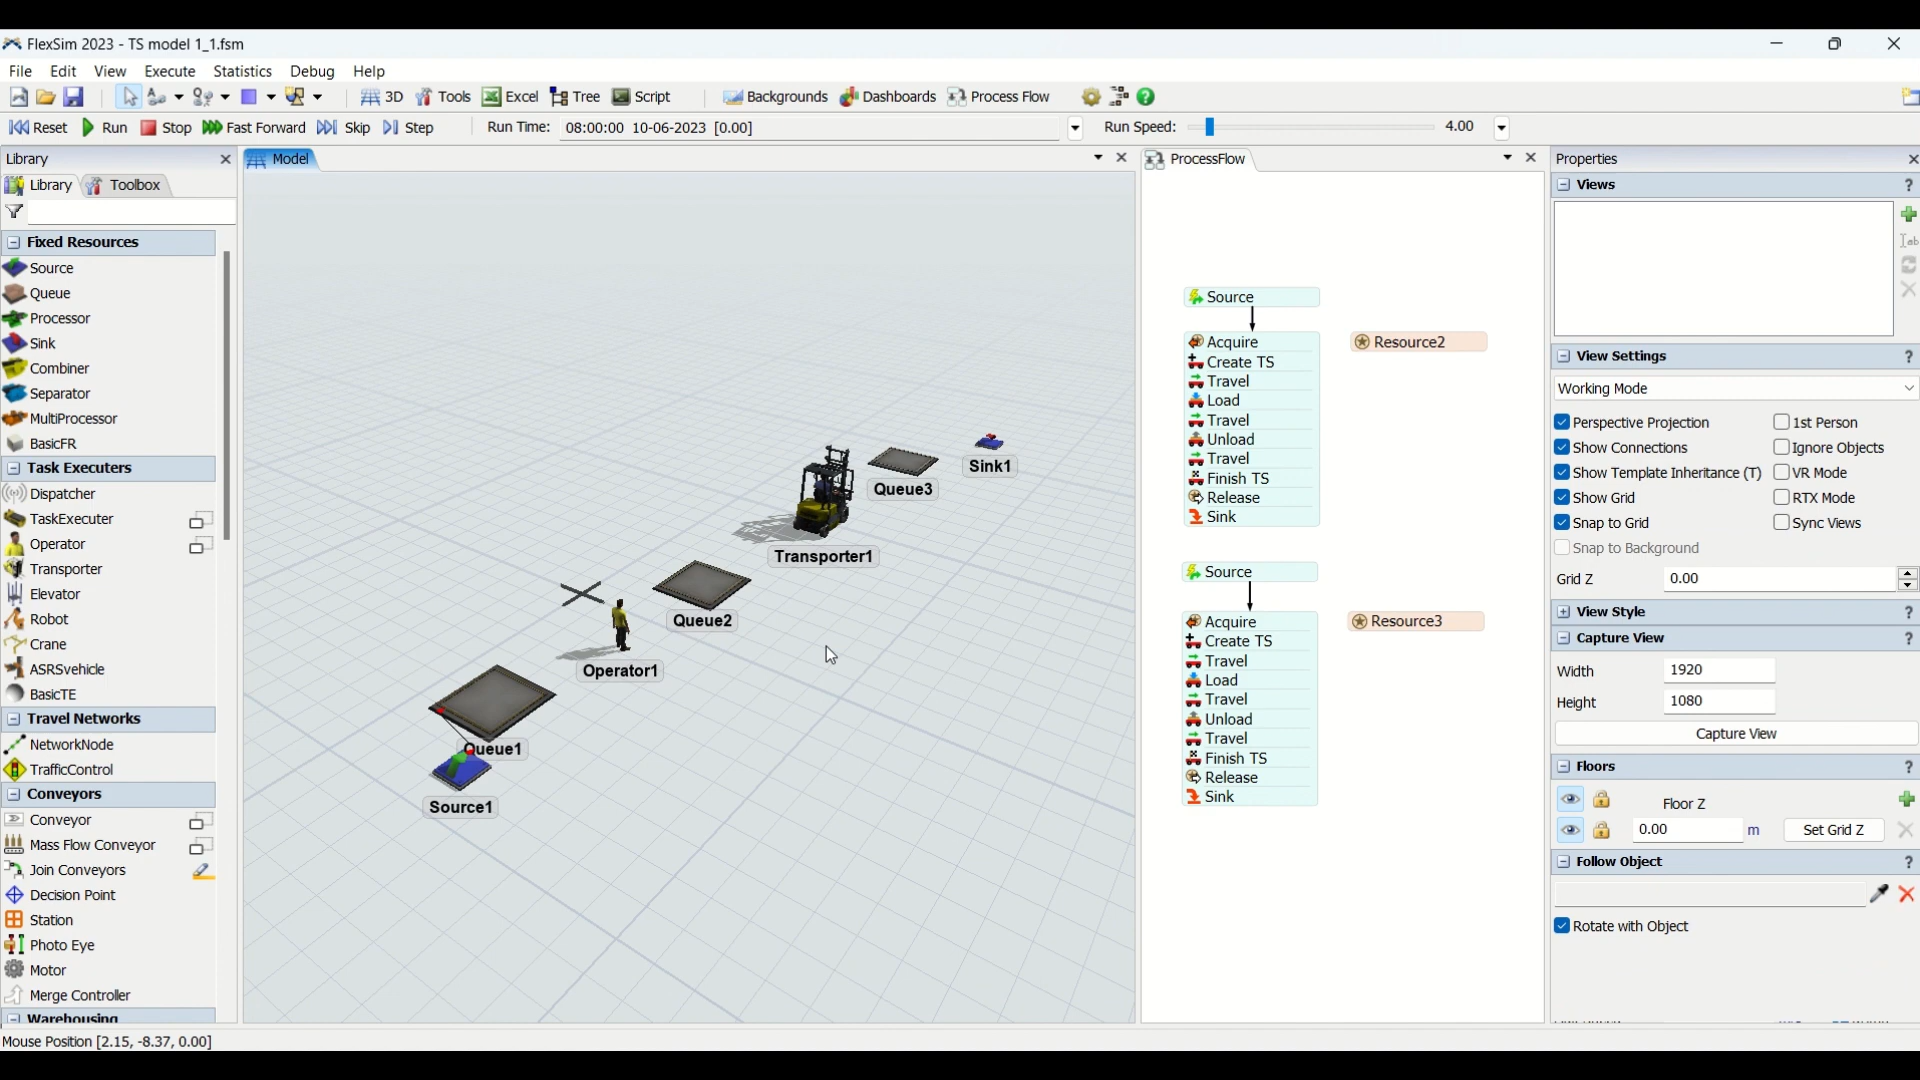 FlexSim 2023 - TS model 1_1.fsm
File Edit View Execute Statistics Debug Help
3D Tools Excel Tree Script Backgrounds Dashboards Process Flow
Reset Run Stop Fast Forward Skip Step Run Time: 08:00:00 10-06-2023 [0.00] Run Speed: 4.00
Library
Library Toolbox
Fixed Resources
Source
Queue
Processor
Sink
Combiner
Separator
MultiProcessor
BasicFR
Task Executers
Dispatcher
TaskExecuter
Operator
Transporter
Elevator
Robot
Crane
ASRSvehicle
BasicTE
Travel Networks
NetworkNode
TrafficControl
Conveyors
Conveyor
Mass Flow Conveyor
Join Conveyors
Decision Point
Station
Photo Eye
Motor
Merge Controller
Warehousing
Model
Sink1
Queue3
Transporter1
Queue2
Operator1
Queue1
Source1
ProcessFlow
Source
Acquire
Create TS
Travel
Load
Travel
Unload
Travel
Finish TS
Release
Sink
Resource2
Source
Acquire
Create TS
Travel
Load
Travel
Unload
Travel
Finish TS
Release
Sink
Resource3
Properties
Views
View Settings
Working Mode
Perspective Projection 1st Person
Show Connections Ignore Objects
Show Template Inheritance (T) VR Mode
Show Grid RTX Mode
Snap to Grid Sync Views
Snap to Background
Grid Z 0.00
View Style
Capture View
Width 1920
Height 1080
Capture View
Floors
Floor Z
0.00 m Set Grid Z
Follow Object
Rotate with Object
Mouse Position [2.15, -8.37, 0.00]